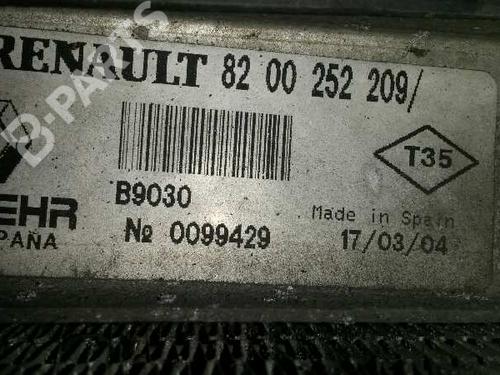 RENAULT 82 00 252 209/
B-PARTS
T35
B9030
EHR
Made in Spain
PAÑA
№ 0099429
17/03/04